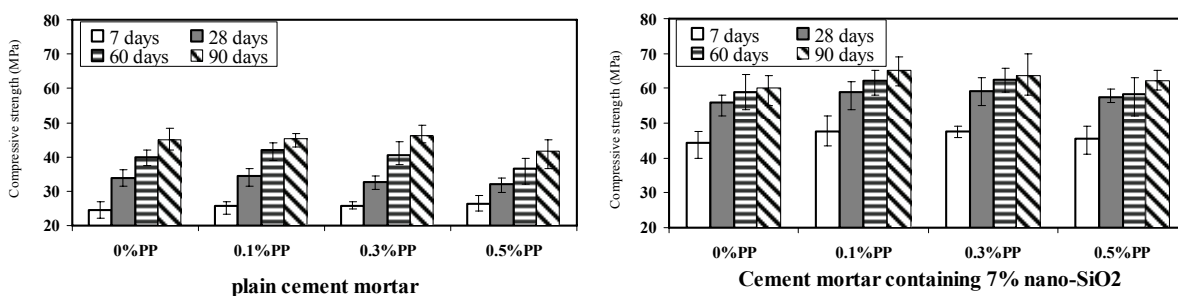 Compressive strength (MPa)
80
70
60
50
40
30
20
7 days
28 days
60 days
90 days
0%PP
0.1%PP
0.3%PP
0.5%PP
plain cement mortar
Compressive strength (MPa)
80
70
60
50
40
30
20
7 days
28 days
60 days
90 days
0%PP
0.1%PP
0.3%PP
0.5%PP
Cement mortar containing 7% nano-SiO2